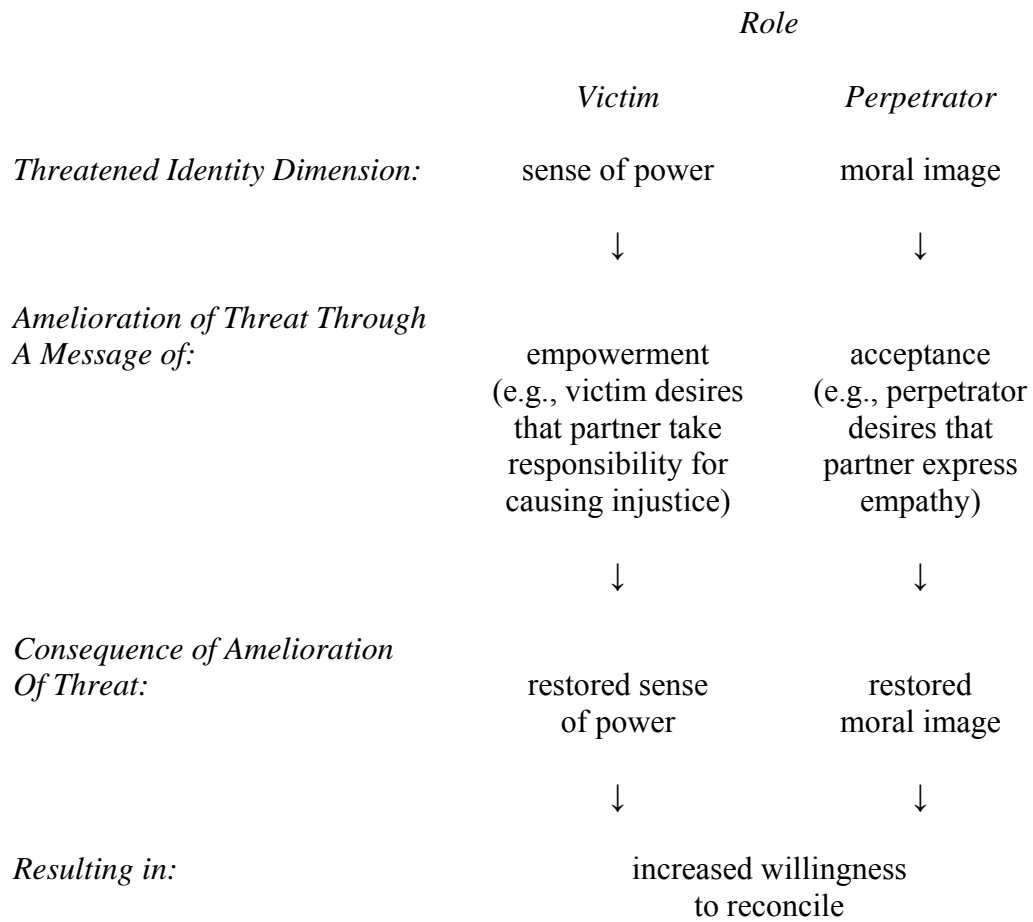 Role
Victim Perpetrator
Threatened Identity Dimension: sense of power moral image
↓ ↓
Amelioration of Threat Through
A Message of: empowerment acceptance
(e.g., victim desires (e.g., perpetrator
that partner take desires that
responsibility for partner express
causing injustice) empathy)
↓ ↓
Consequence of Amelioration
Of Threat: restored sense restored
of power moral image
↓ ↓
Resulting in: increased willingness
to reconcile